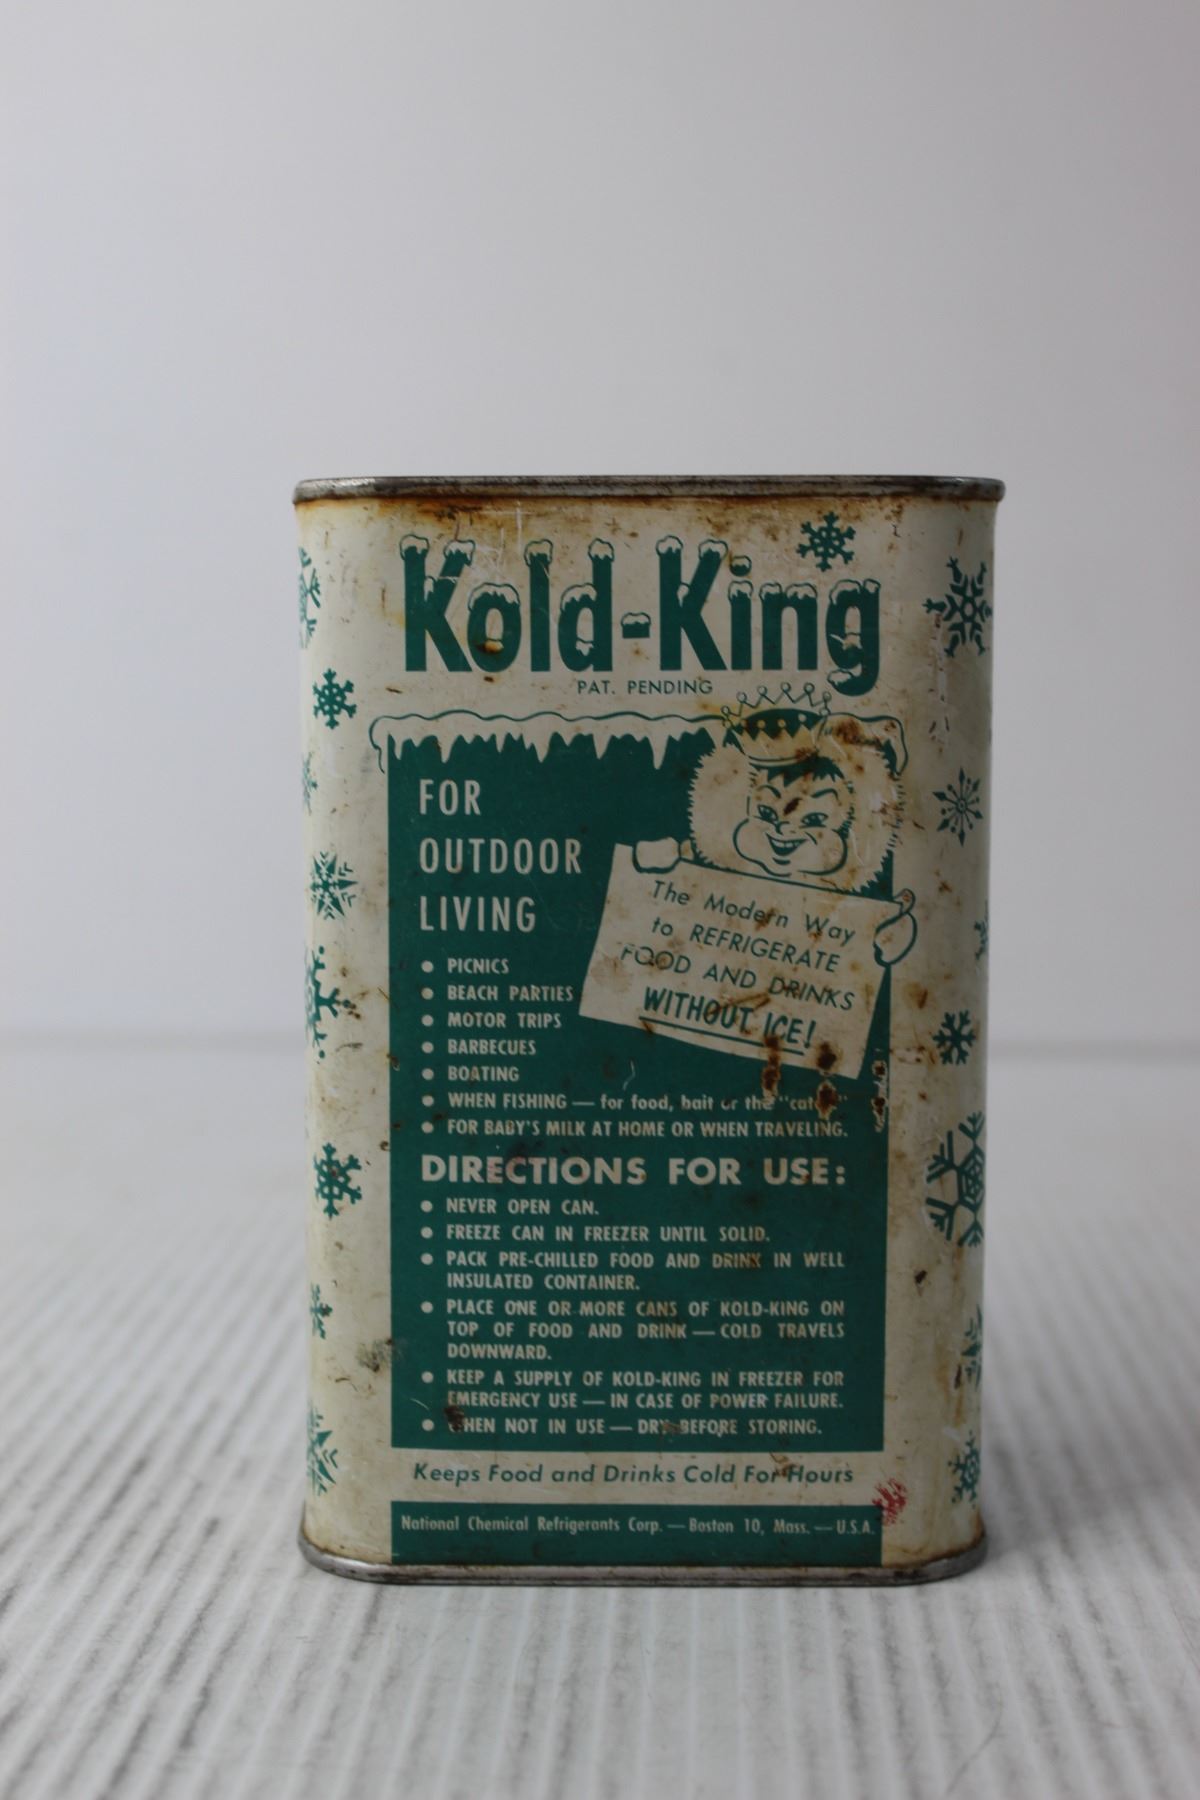 Kold-King
PAT. PENDING
FOR
OUTDOOR
LIVING
The Modern Way
to REFRIGERATE
FOOD AND DRINKS
WITHOUT ICE!
• PICNICS
• BEACH PARTIES
• MOTOR TRIPS
• BARBECUES
• BOATING
• WHEN FISHING — for food, bait or the "catch"
• FOR BABY'S MILK AT HOME OR WHEN TRAVELING.
DIRECTIONS FOR USE:
• NEVER OPEN CAN.
• FREEZE CAN IN FREEZER UNTIL SOLID.
• PACK PRE-CHILLED FOOD AND DRINK IN WELL
INSULATED CONTAINER.
• PLACE ONE OR MORE CANS OF KOLD-KING ON
TOP OF FOOD AND DRINK — COLD TRAVELS
DOWNWARD.
• KEEP A SUPPLY OF KOLD-KING IN FREEZER FOR
EMERGENCY USE — IN CASE OF POWER FAILURE.
• WHEN NOT IN USE — DRY BEFORE STORING.
Keeps Food and Drinks Cold For Hours
National Chemical Refrigerants Corp. — Boston 10, Mass. — U.S.A.